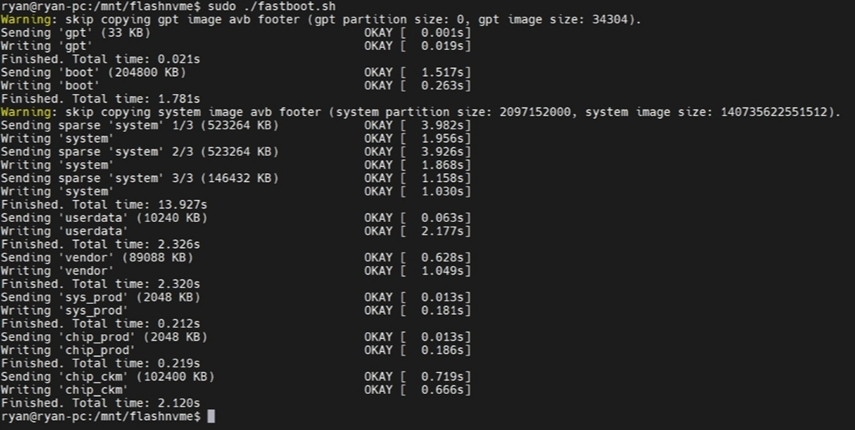 ryan@ryan-pc:/mnt/flashnvme$ sudo ./fastboot.sh
Warning: skip copying gpt image avb footer (gpt partition size: 0, gpt image size: 34304).
Sending 'gpt' (33 KB) OKAY [ 0.001s]
Writing 'gpt' OKAY [ 0.019s]
Finished. Total time: 0.021s
Sending 'boot' (204800 KB) OKAY [ 1.517s]
Writing 'boot' OKAY [ 0.263s]
Finished. Total time: 1.781s
Warning: skip copying system image avb footer (system partition size: 2097152000, system image size: 140735622551512).
Sending sparse 'system' 1/3 (523264 KB) OKAY [ 3.982s]
Writing 'system' OKAY [ 1.956s]
Sending sparse 'system' 2/3 (523264 KB) OKAY [ 3.926s]
Writing 'system' OKAY [ 1.868s]
Sending sparse 'system' 3/3 (146432 KB) OKAY [ 1.158s]
Writing 'system' OKAY [ 1.030s]
Finished. Total time: 13.927s
Sending 'userdata' (10240 KB) OKAY [ 0.063s]
Writing 'userdata' OKAY [ 2.177s]
Finished. Total time: 2.326s
Sending 'vendor' (89088 KB) OKAY [ 0.628s]
Writing 'vendor' OKAY [ 1.049s]
Finished. Total time: 2.320s
Sending 'sys_prod' (2048 KB) OKAY [ 0.013s]
Writing 'sys_prod' OKAY [ 0.181s]
Finished. Total time: 0.212s
Sending 'chip_prod' (2048 KB) OKAY [ 0.013s]
Writing 'chip_prod' OKAY [ 0.186s]
Finished. Total time: 0.219s
Sending 'chip_ckm' (102400 KB) OKAY [ 0.719s]
Writing 'chip_ckm' OKAY [ 0.666s]
Finished. Total time: 2.120s
ryan@ryan-pc:/mnt/flashnvme$